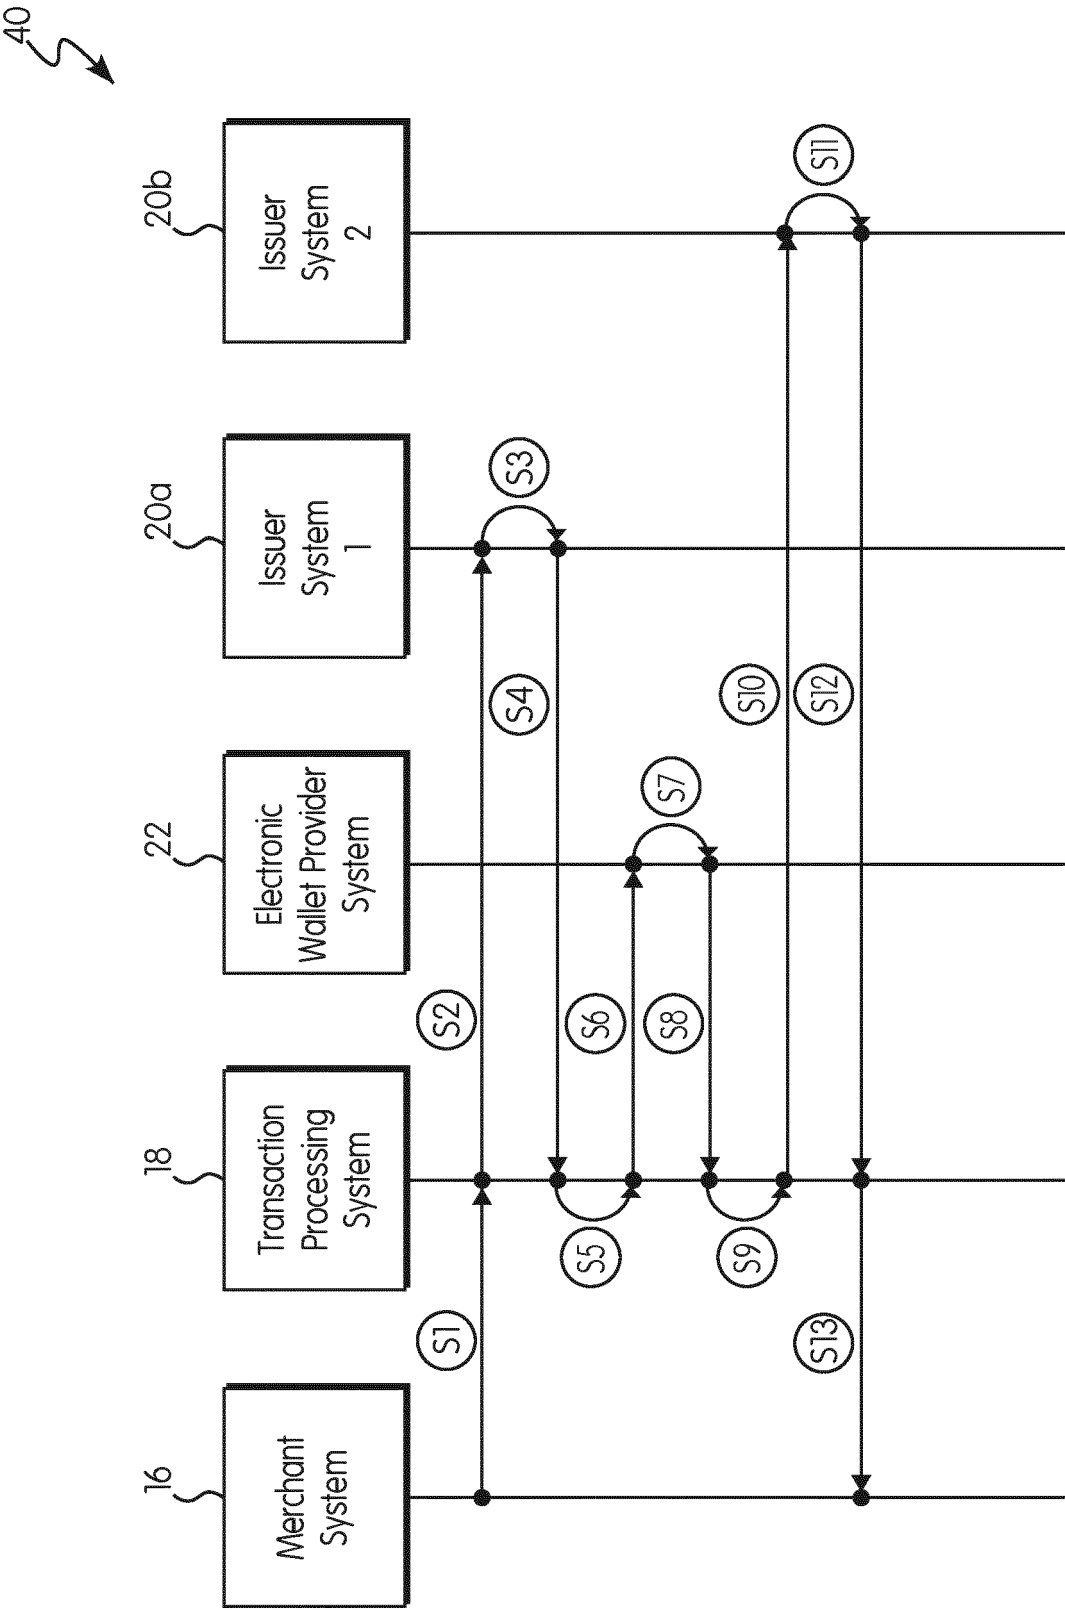 40
16
18
22
20a
20b
Merchant
System
Transaction
Processing
System
Electronic
Wallet Provider
System
Issuer
System
1
Issuer
System
2
S1
S2
S3
S4
S5
S6
S7
S8
S9
S10
S11
S12
S13